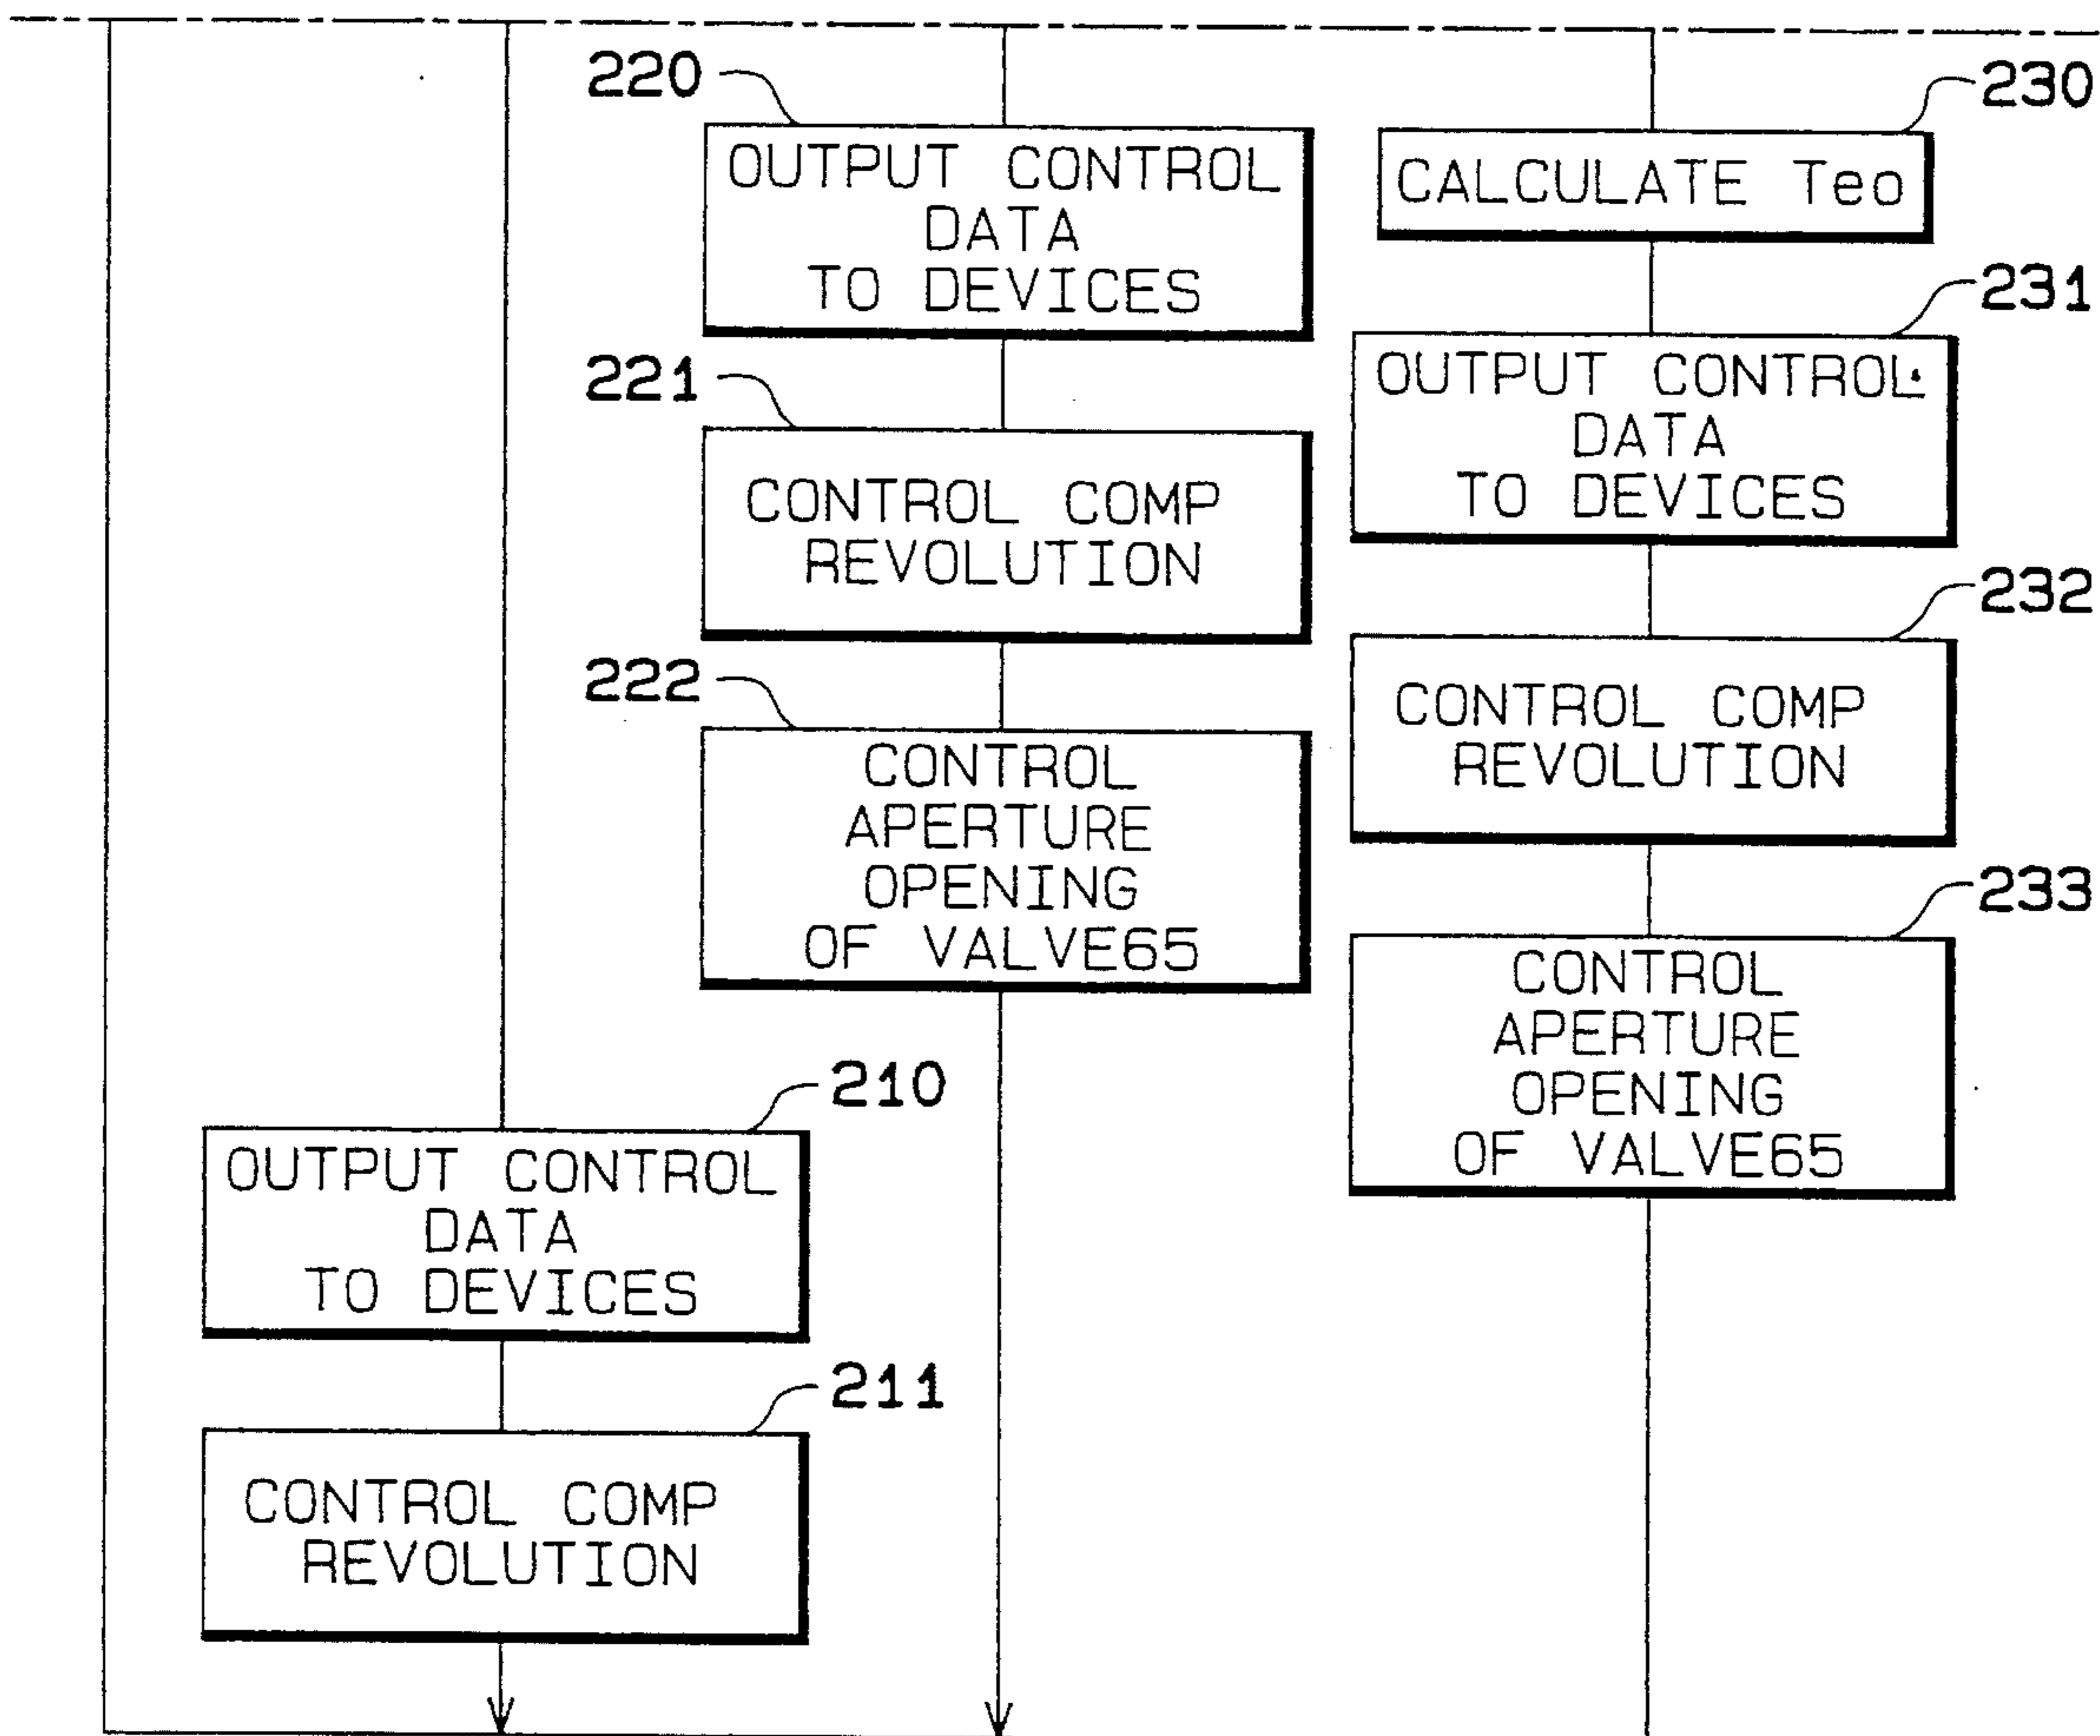 220
OUTPUT CONTROL
DATA
TO DEVICES
221
CONTROL COMP
REVOLUTION
222
CONTROL
APERTURE
OPENING
OF VALVE65
230
CALCULATE Teo
231
OUTPUT CONTROL
DATA
TO DEVICES
232
CONTROL COMP
REVOLUTION
233
CONTROL
APERTURE
OPENING
OF VALVE65
210
OUTPUT CONTROL
DATA
TO DEVICES
211
CONTROL COMP
REVOLUTION